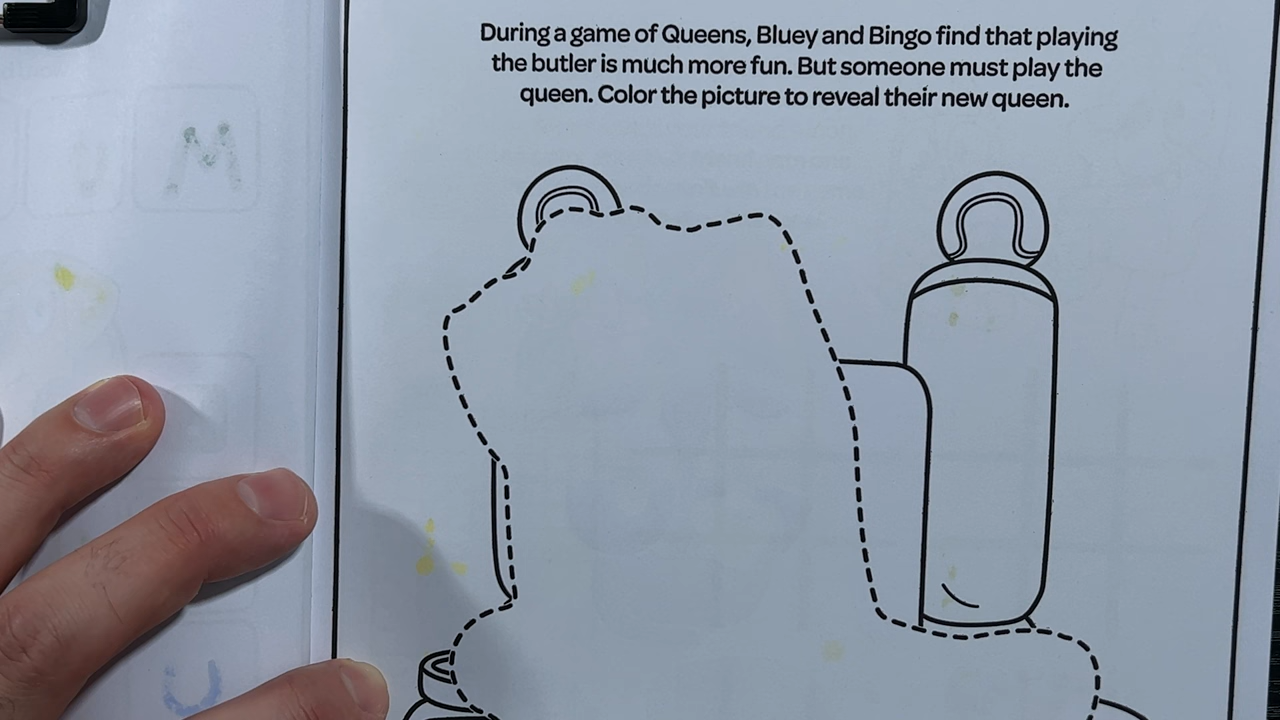 During a game of Queens, Bluey and Bingo find that playing
the butler is much more fun. But someone must play the
queen. Color the picture to reveal their new queen.
M
U